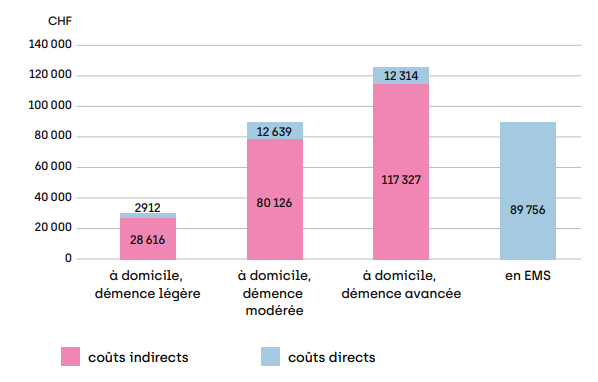 CHF
140 000
120 000
100 000
80 000
60 000
40 000
20 000
0
2912
28 616
12 639
80 126
12 314
117 327
89 756
à domicile,
démence légère
à domicile,
démence
modérée
à domicile,
démence avancée
en EMS
coûts indirects
coûts directs